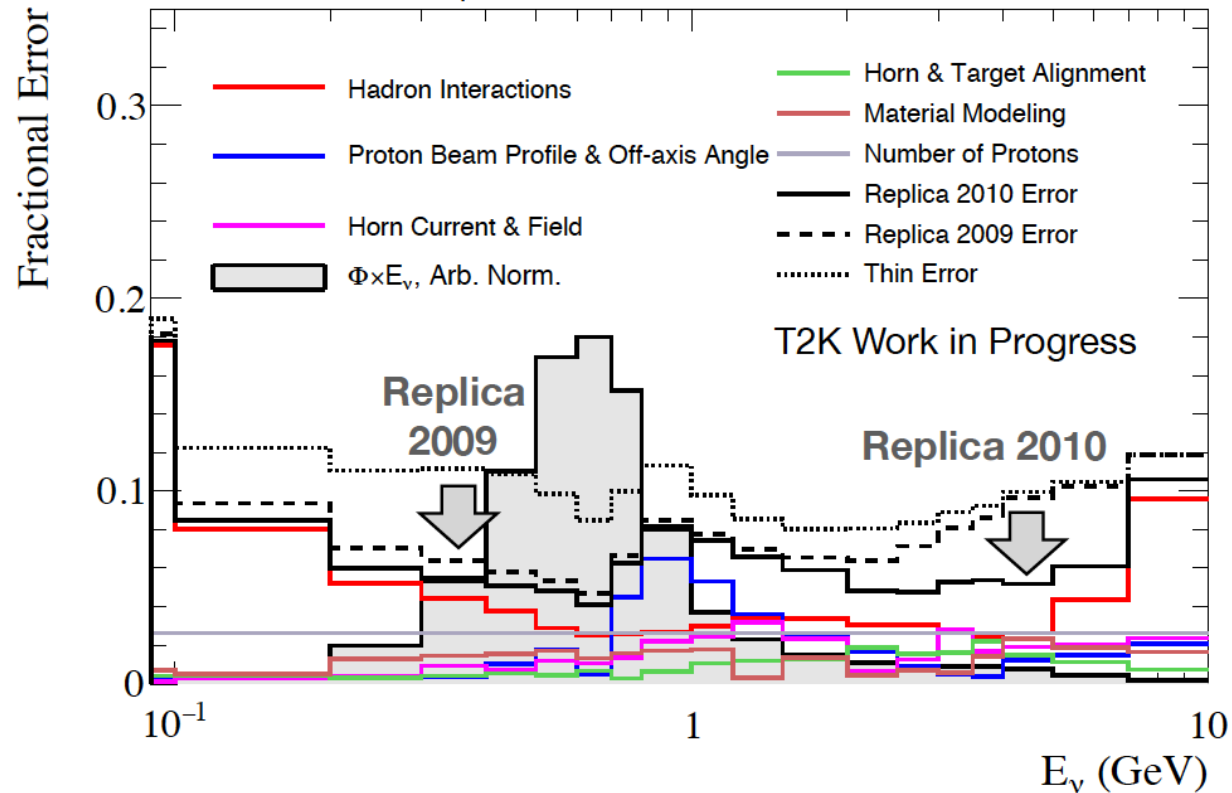 Fractional Error
0.3
0.2
0.1
0
Hadron Interactions
Proton Beam Profile & Off-axis Angle
Horn Current & Field
Φ×Eν, Arb. Norm.
Horn & Target Alignment
Material Modeling
Number of Protons
Replica 2010 Error
Replica 2009 Error
Thin Error
T2K Work in Progress
Replica
2009
Replica 2010
10⁻¹
1
10
Eν (GeV)